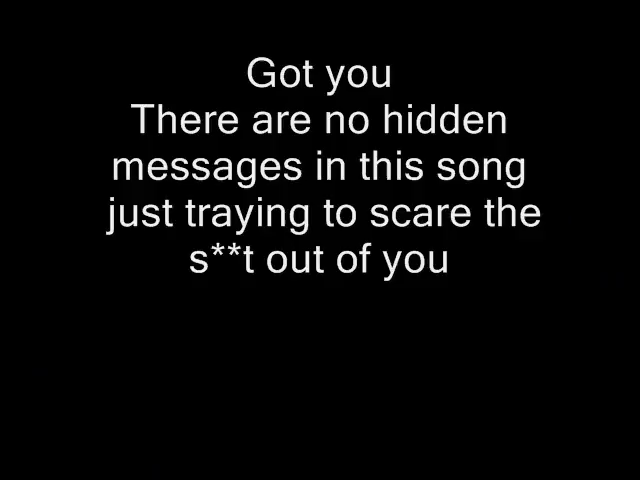 Got you
There are no hidden
messages in this song
just traying to scare the
s**t out of you